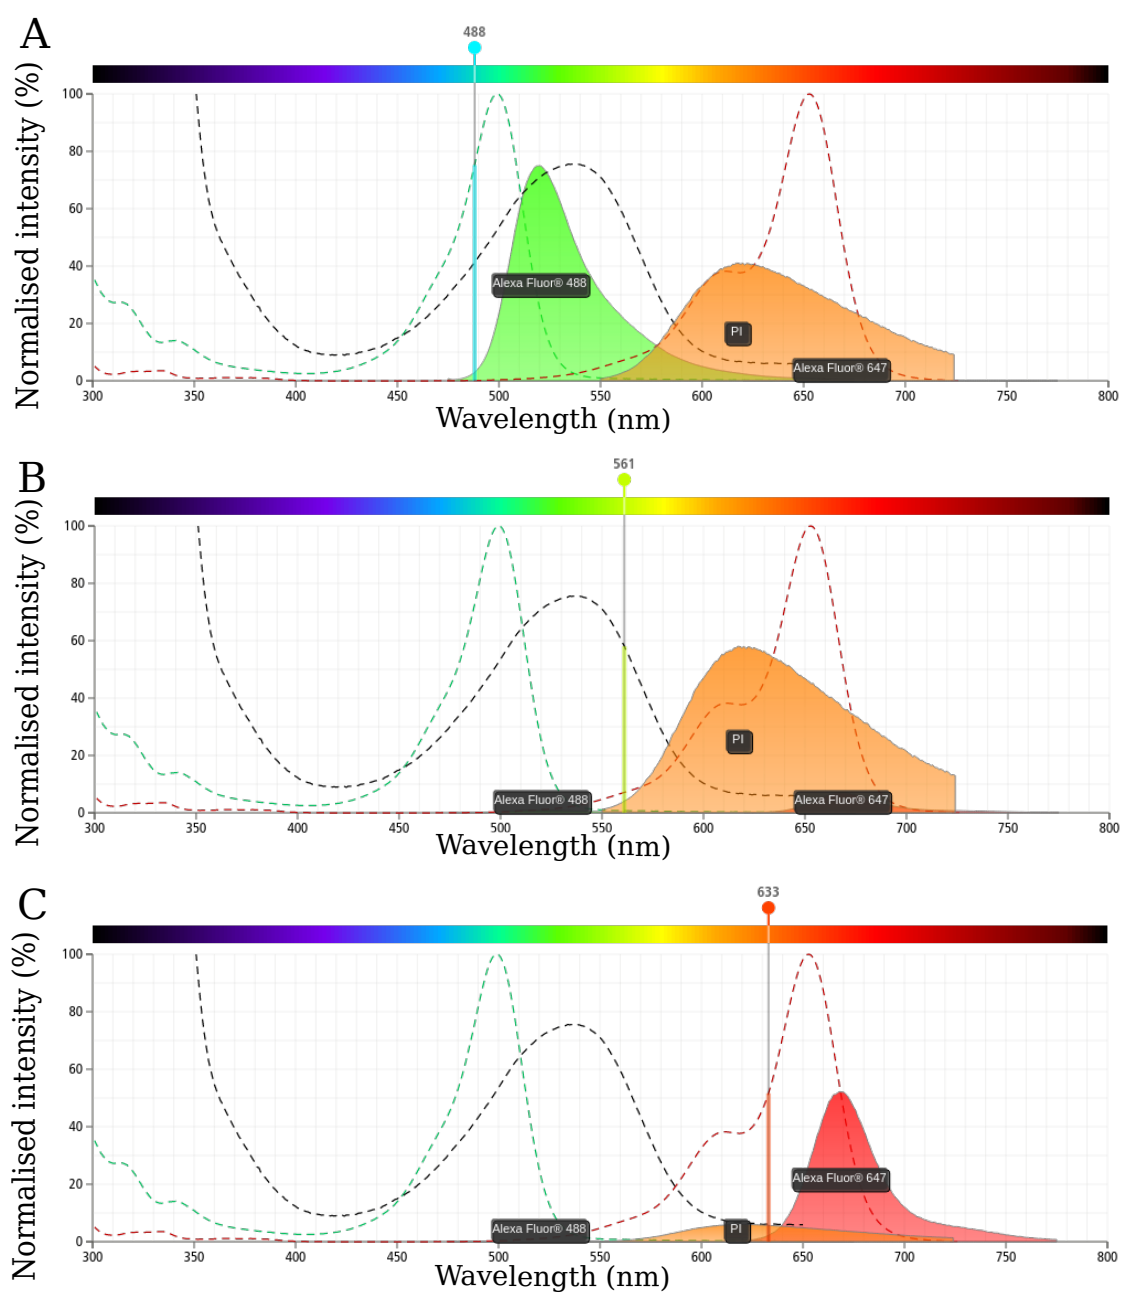 A
488
Normalised intensity (%)
100
80
60
40
20
0
Alexa Fluor® 488
PI
Alexa Fluor® 647
300 350 400 450 500 550 600 650 700 750 800
Wavelength (nm)
B
561
Normalised intensity (%)
100
80
60
40
20
0
PI
Alexa Fluor® 488
Alexa Fluor® 647
300 350 400 450 500 550 600 650 700 750 800
Wavelength (nm)
C
633
Normalised intensity (%)
100
80
60
40
20
0
Alexa Fluor® 647
Alexa Fluor® 488
PI
300 350 400 450 500 550 600 650 700 750 800
Wavelength (nm)